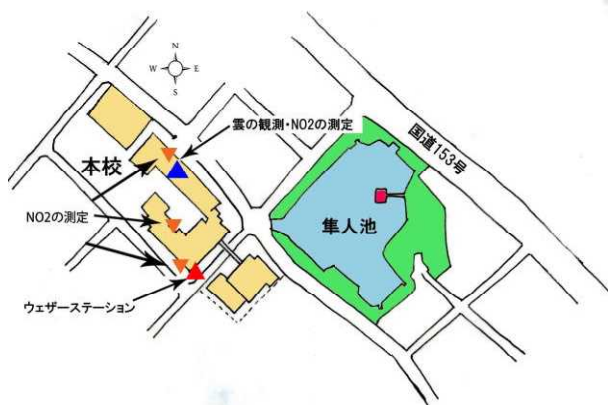 N
W E
S
雲の観測・NO2の測定
国道153号
本校
NO2の測定
隼人池
ウェザーステーション